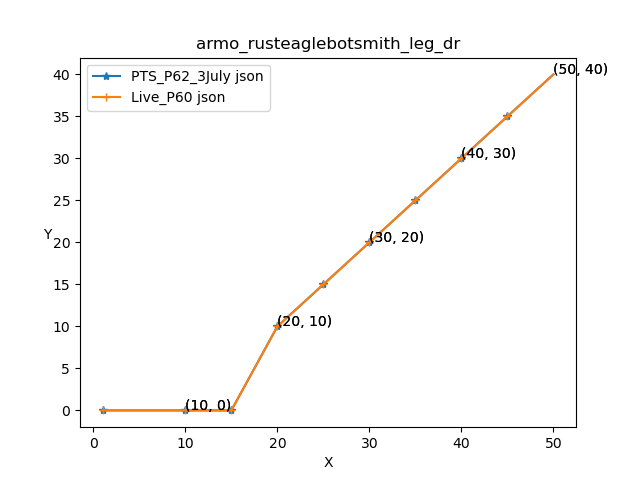 armo_rusteaglebotsmith_leg_dr
PTS_P62_3July json
Live_P60 json
(50, 40)
(40, 30)
(30, 20)
(20, 10)
(10, 0)
Y
40
35
30
25
20
15
10
5
0
0 10 20 30 40 50
X